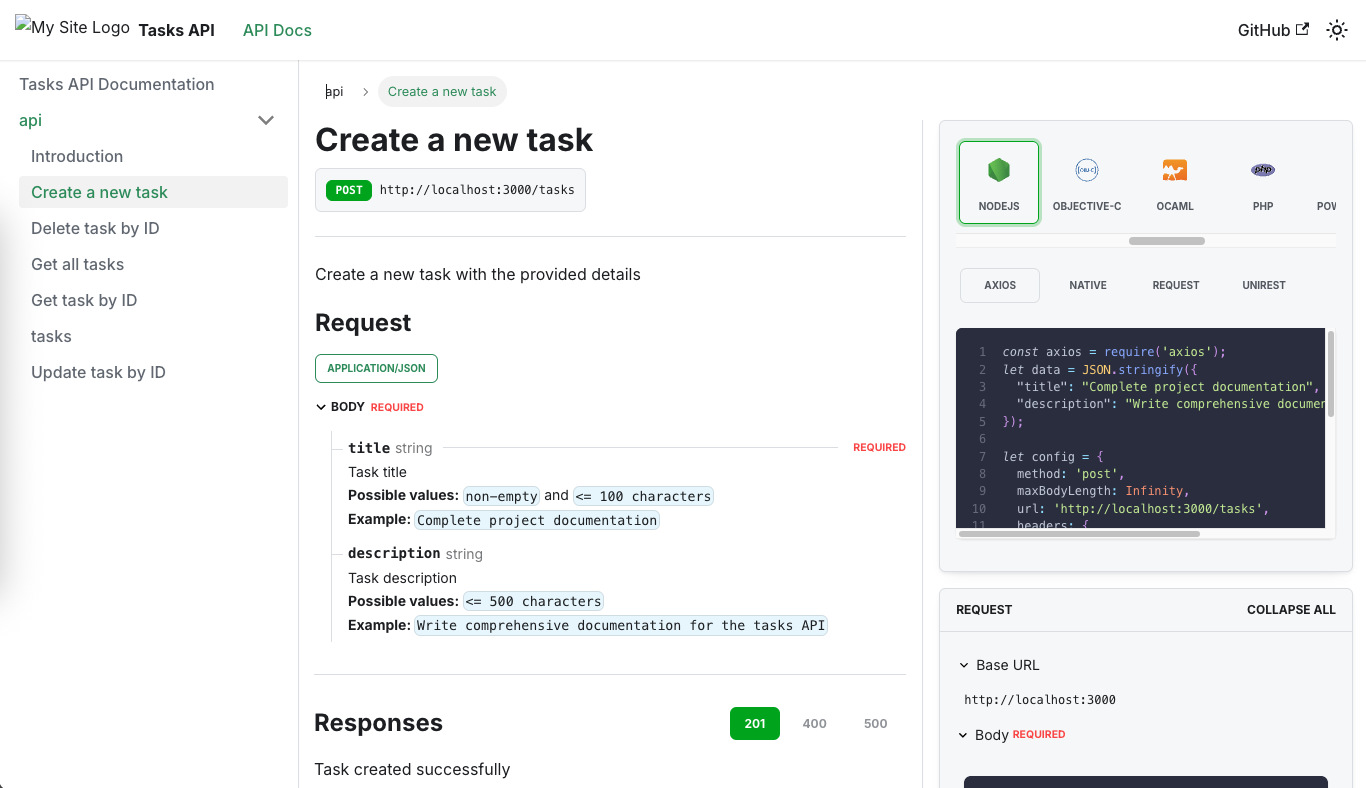 My Site Logo Tasks API API Docs GitHub
Tasks API Documentation
api
Introduction
Create a new task
Delete task by ID
Get all tasks
Get task by ID
tasks
Update task by ID
api Create a new task
Create a new task
POST http://localhost:3000/tasks
Create a new task with the provided details
Request
APPLICATION/JSON
BODY REQUIRED
title string REQUIRED
Task title
Possible values: non-empty and <= 100 characters
Example: Complete project documentation
description string
Task description
Possible values: <= 500 characters
Example: Write comprehensive documentation for the tasks API
Responses 201 400 500
Task created successfully
NODEJS OBJECTIVE-C OCAML PHP POW
AXIOS NATIVE REQUEST UNIREST
1 const axios = require('axios');
2 let data = JSON.stringify({
3 "title": "Complete project documentation",
4 "description": "Write comprehensive documen
5 });
6
7 let config = {
8 method: 'post',
9 maxBodyLength: Infinity,
10 url: 'http://localhost:3000/tasks',
11 headers: {
REQUEST COLLAPSE ALL
Base URL
http://localhost:3000
Body REQUIRED